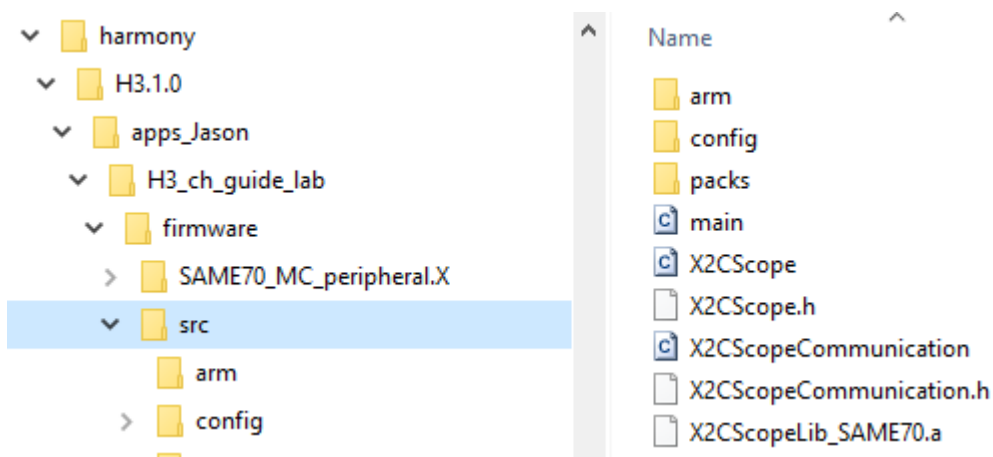 harmony
H3.1.0
apps_Jason
H3_ch_guide_lab
firmware
SAME70_MC_peripheral.X
src
arm
config
Name
arm
config
packs
main
X2CScope
X2CScope.h
X2CScopeCommunication
X2CScopeCommunication.h
X2CScopeLib_SAME70.a